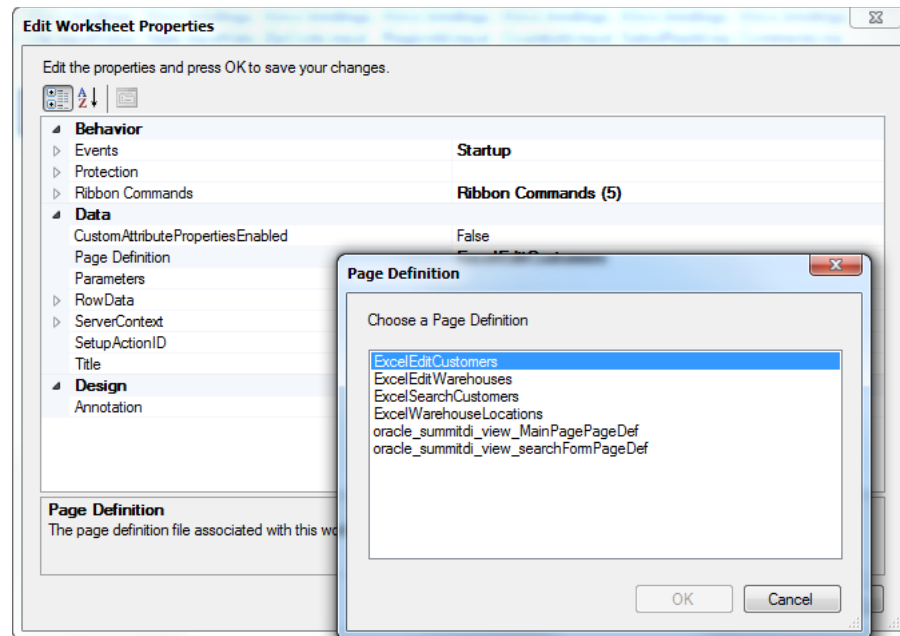 Edit Worksheet Properties
Edit the properties and press OK to save your changes.
Behavior
Events Startup
Protection
Ribbon Commands Ribbon Commands (5)
Data
CustomAttributePropertiesEnabled False
Page Definition ExcelEditCustomers
Parameters
RowData
ServerContext
SetupActionID
Title
Design
Annotation
Page Definition
The page definition file associated with this
Page Definition
Choose a Page Definition
ExcelEditCustomers
ExcelEditWarehouses
ExcelSearchCustomers
ExcelWarehouseLocations
oracle_summitdi_view_MainPagePageDef
oracle_summitdi_view_searchFormPageDef
OK Cancel